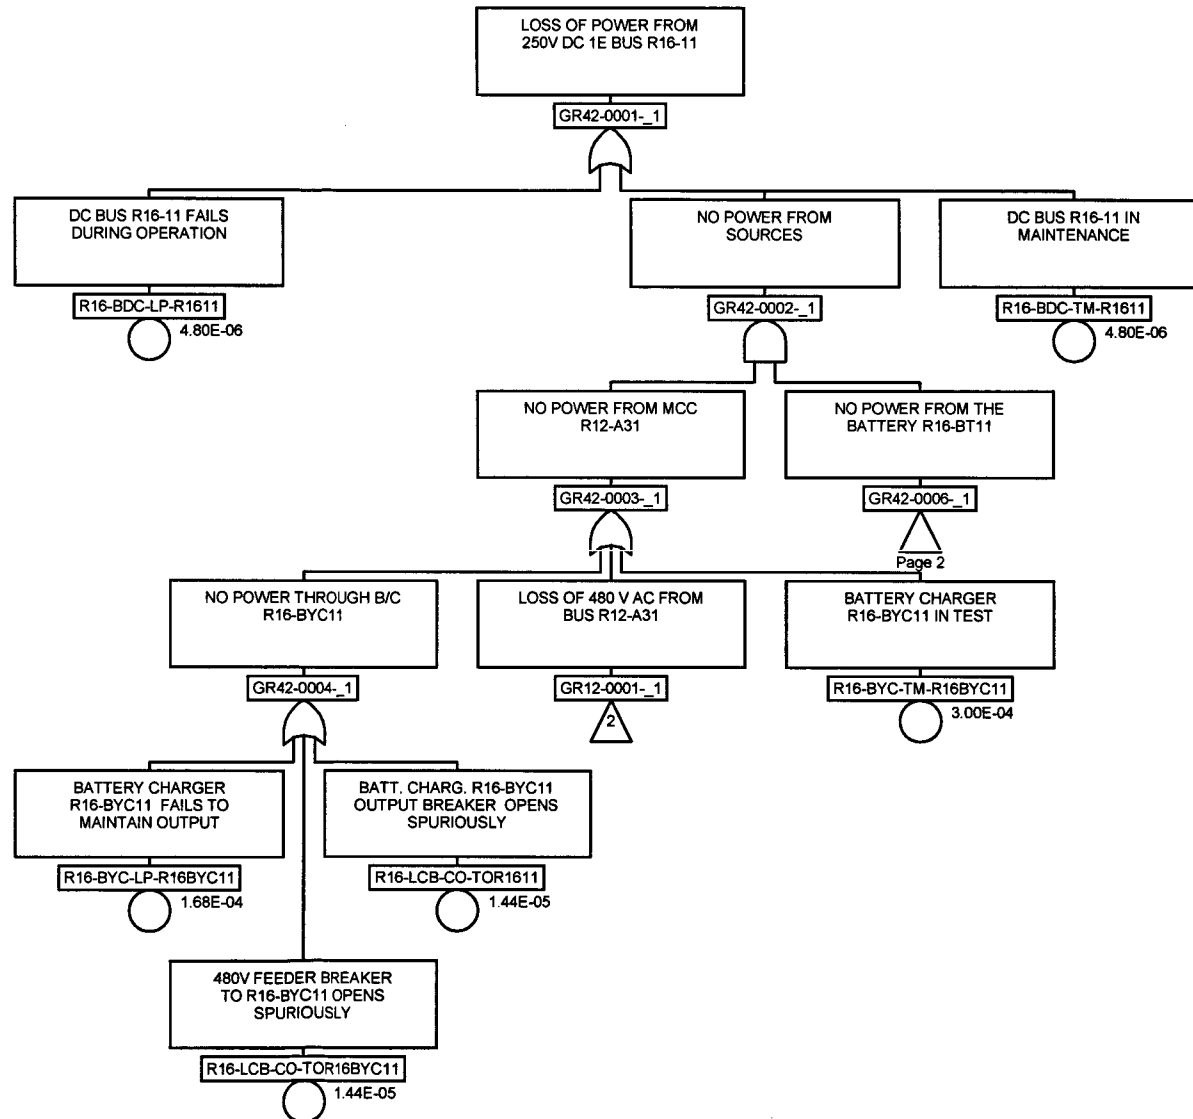 LOSS OF POWER FROM
250V DC 1E BUS R16-11
GR42-0001-_1
DC BUS R16-11 FAILS
DURING OPERATION
R16-BDC-LP-R1611
4.80E-06
NO POWER FROM
SOURCES
GR42-0002-_1
DC BUS R16-11 IN
MAINTENANCE
R16-BDC-TM-R1611
4.80E-06
NO POWER FROM MCC
R12-A31
GR42-0003-_1
NO POWER FROM THE
BATTERY R16-BT11
GR42-0006-_1
Page 2
NO POWER THROUGH B/C
R16-BYC11
GR42-0004-_1
LOSS OF 480 V AC FROM
BUS R12-A31
GR12-0001-_1
2
BATTERY CHARGER
R16-BYC11 IN TEST
R16-BYC-TM-R16BYC11
3.00E-04
BATTERY CHARGER
R16-BYC11 FAILS TO
MAINTAIN OUTPUT
R16-BYC-LP-R16BYC11
1.68E-04
BATT. CHARG. R16-BYC11
OUTPUT BREAKER OPENS
SPURIOUSLY
R16-LCB-CO-TOR1611
1.44E-05
480V FEEDER BREAKER
TO R16-BYC11 OPENS
SPURIOUSLY
R16-LCB-CO-TOR16BYC11
1.44E-05